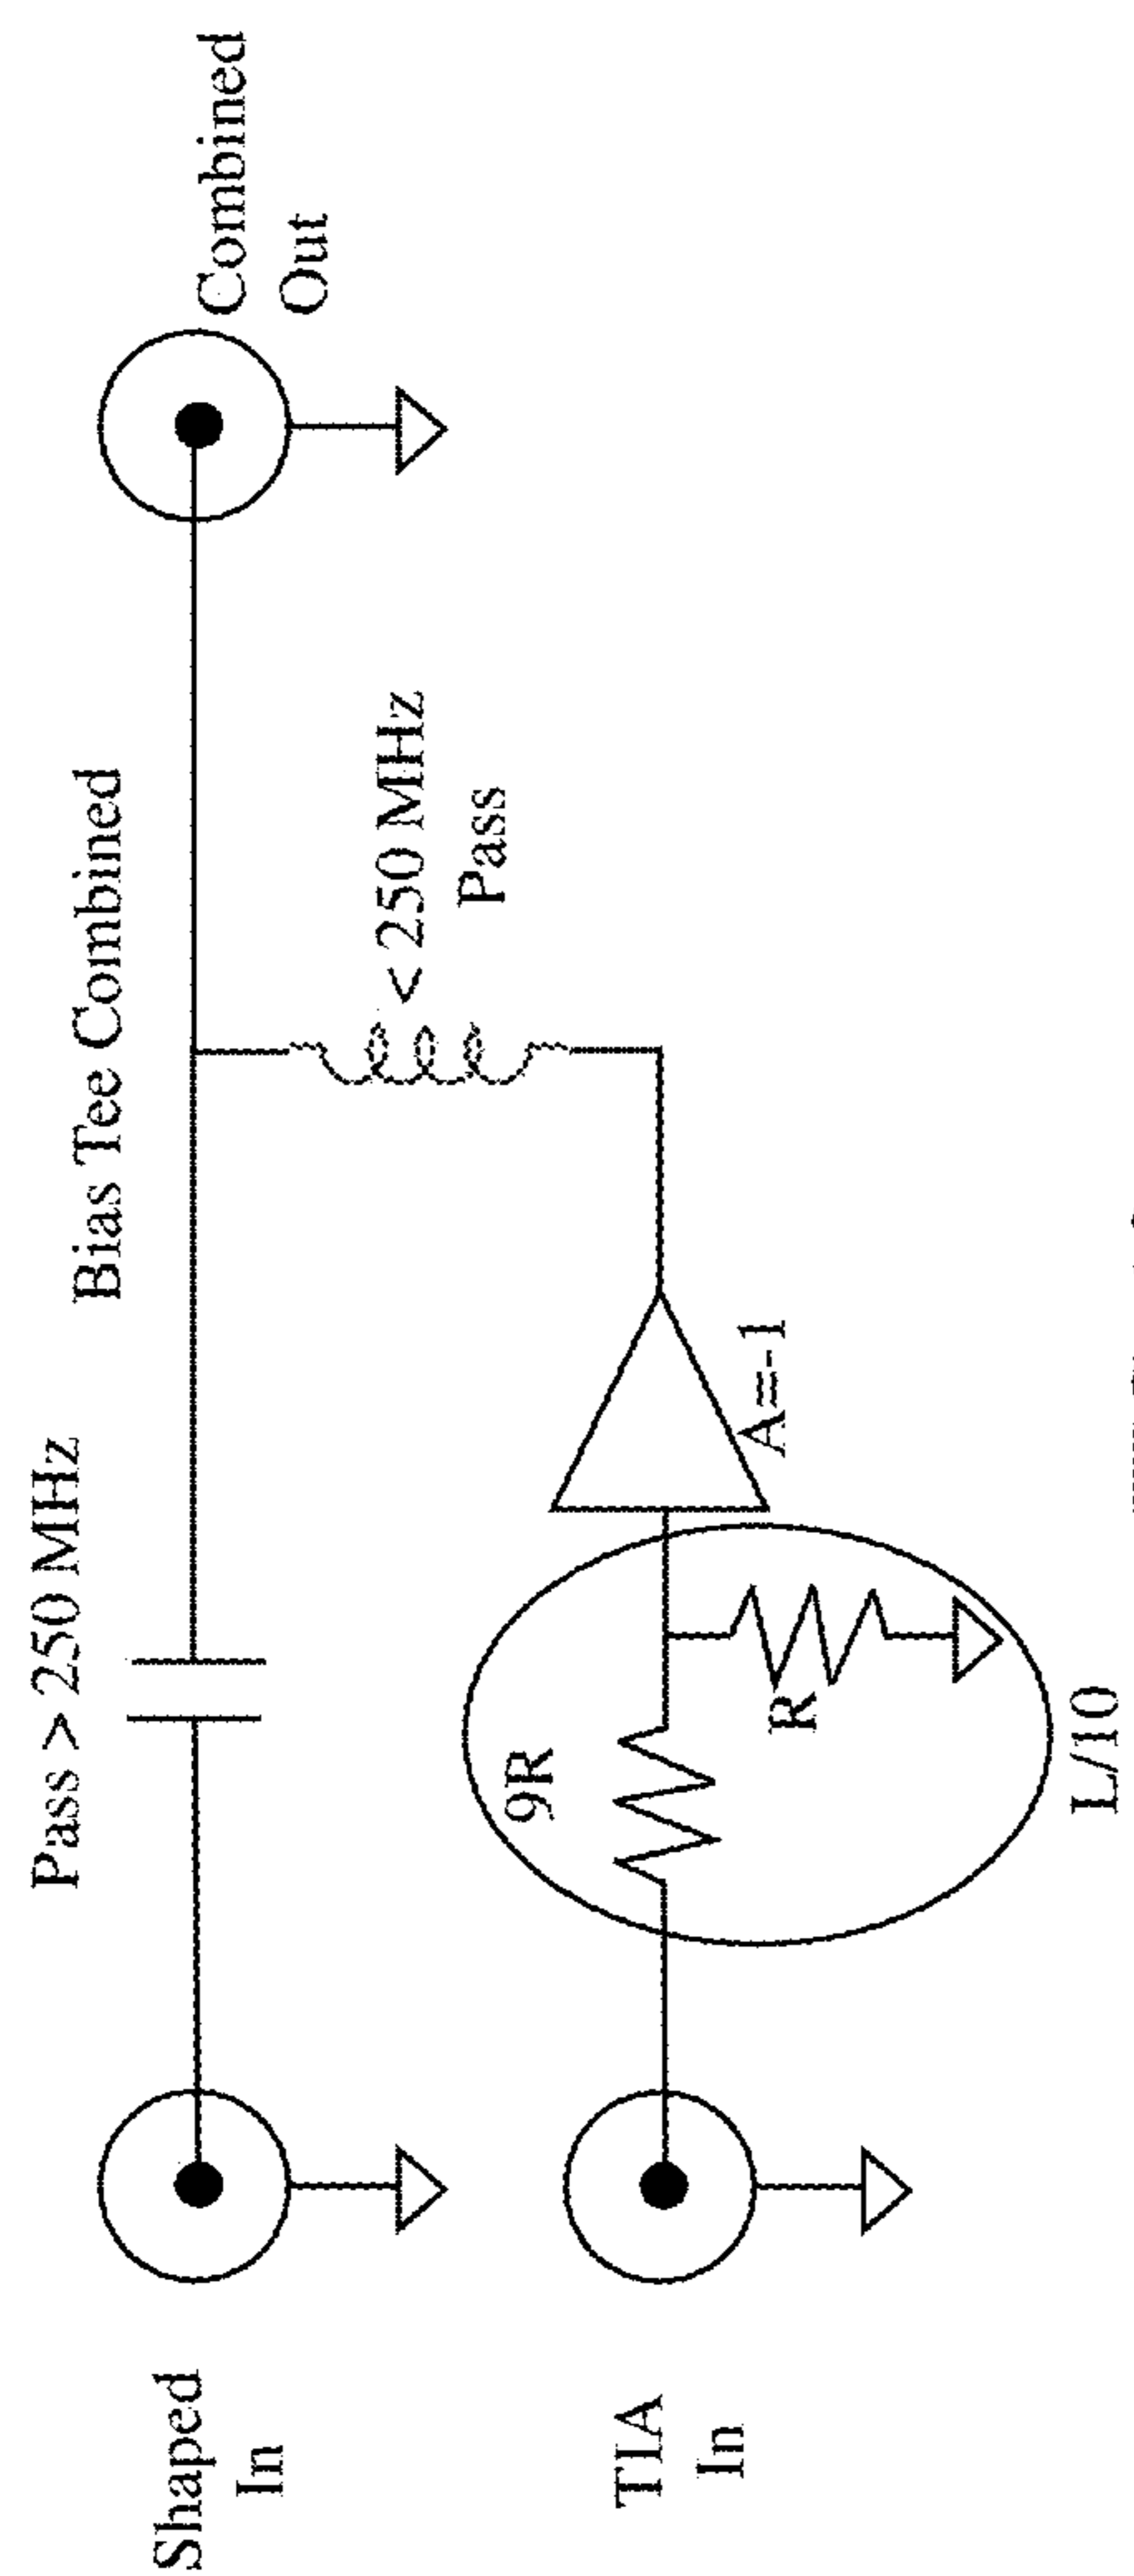 Shaped
In
Pass > 250 MHz
Bias Tee Combined
Combined
Out
< 250 MHz
Pass
TIA
In
9R
R
A=-1
L/10